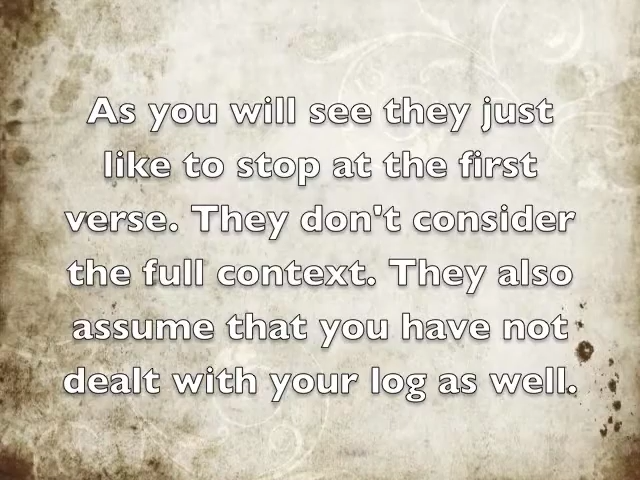 As you will see they just
like to stop at the first
verse. They don't consider
the full context. They also
assume that you have not
dealt with your log as well.